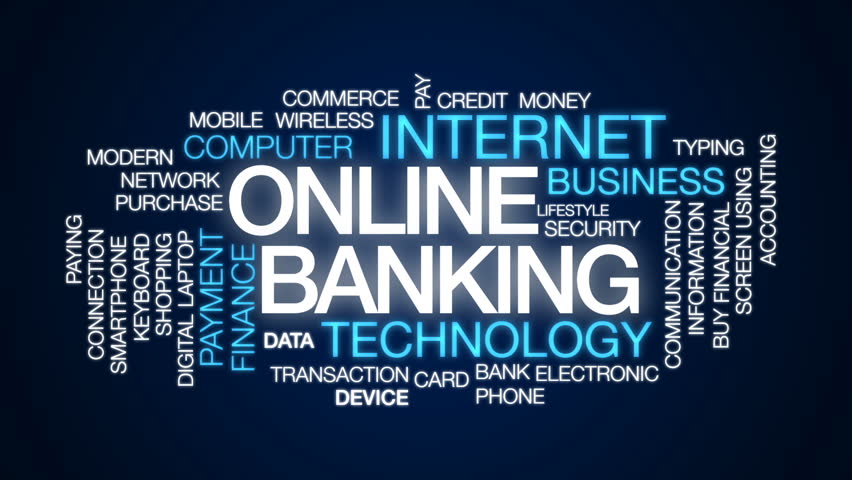 PAY
COMMERCE
CREDIT MONEY
MOBILE WIRELESS
INTERNET
MODERN
COMPUTER
TYPING
NETWORK
ONLINE
BUSINESS
PURCHASE
LIFESTYLE
SECURITY
BANKING
PAYING
CONNECTION
SMARTPHONE
KEYBOARD
SHOPPING
DIGITAL LAPTOP
PAYMENT
FINANCE
COMMUNICATION
INFORMATION
BUY FINANCIAL
SCREEN USING
ACCOUNTING
DATA
TECHNOLOGY
TRANSACTION
CARD
BANK ELECTRONIC
DEVICE
PHONE